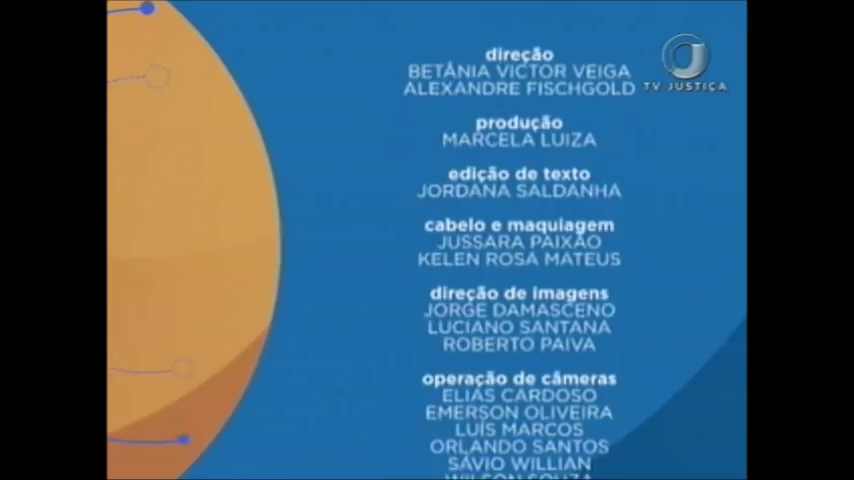 direção
BETÂNIA VICTOR VEIGA
ALEXANDRE FISCHGOLD
TV JUSTIÇA
produção
MARCELA LUIZA
edição de texto
JORDANA SALDANHA
cabelo e maquiagem
JUSSARA PAIXÃO
KELEN ROSA MATEUS
direção de imagens
JORGE DAMASCENO
LUCIANO SANTANA
ROBERTO PAIVA
operação de câmeras
ELIAS CARDOSO
EMERSON OLIVEIRA
LUÍS MARCOS
ORLANDO SANTOS
SÁVIO WILLIAN
WILSON SOUZA